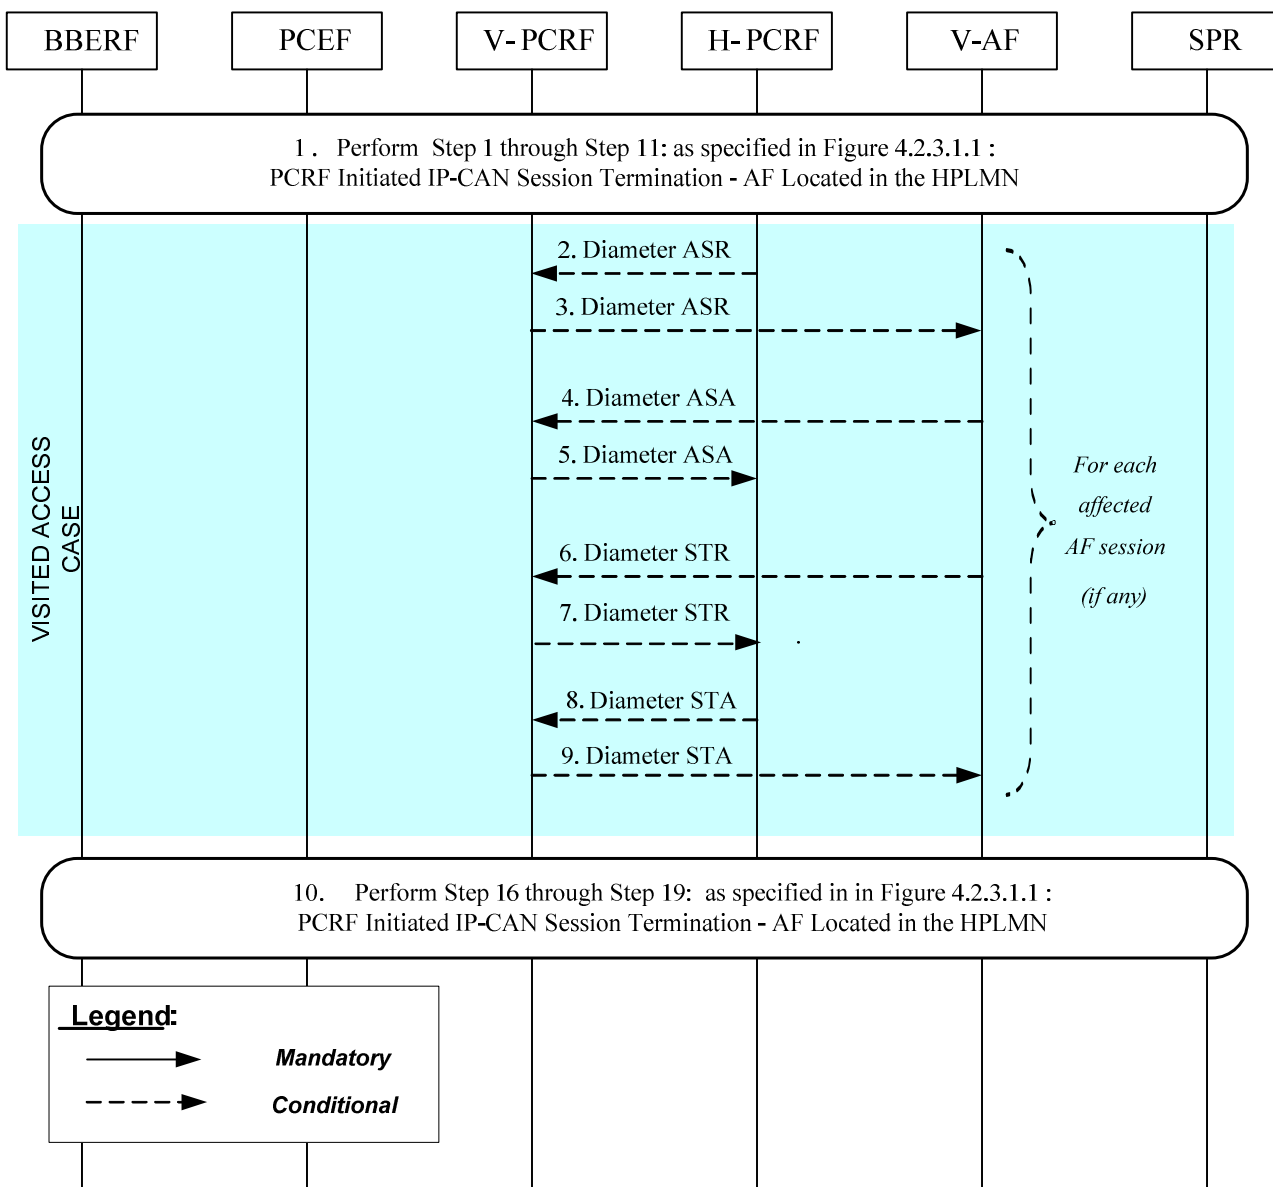 BBERF
PCEF
V-PCRF
H-PCRF
V-AF
SPR
1. Perform Step 1 through Step 11: as specified in Figure 4.2.3.1.1 :
PCRF Initiated IP-CAN Session Termination - AF Located in the HPLMN
2. Diameter ASR
3. Diameter ASR
4. Diameter ASA
5. Diameter ASA
6. Diameter STR
7. Diameter STR
8. Diameter STA
9. Diameter STA
VISITED ACCESS
CASE
For each
affected
AF session
(if any)
10. Perform Step 16 through Step 19: as specified in in Figure 4.2.3.1.1 :
PCRF Initiated IP-CAN Session Termination - AF Located in the HPLMN
Legend:
Mandatory
Conditional